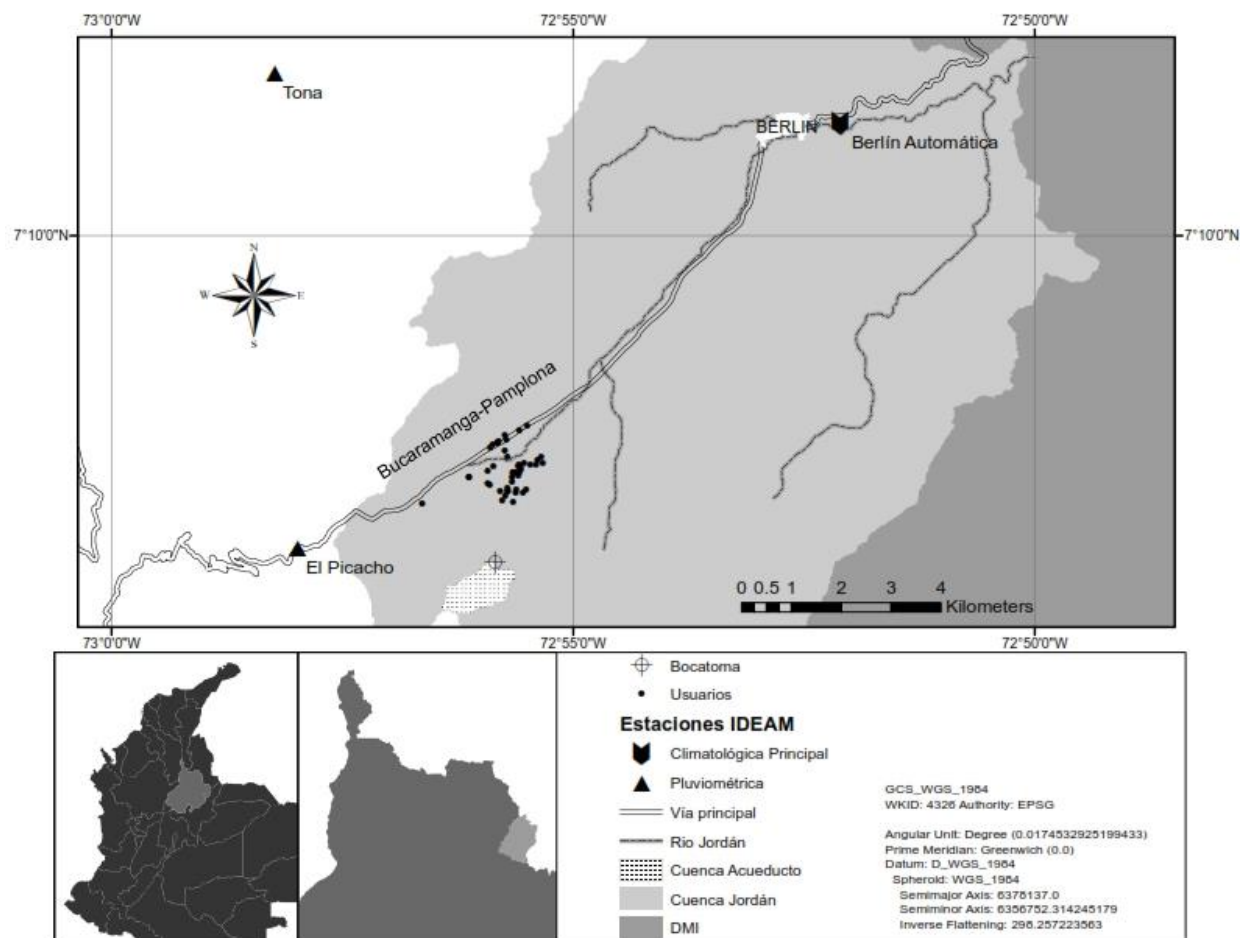 73°0'0"W 72°55'0"W 72°50'0"W
Tona
BERLIN
Berlín Automática
7°10'0"N 7°10'0"N
N
W E
S
Bucaramanga-Pamplona
El Picacho
0 0.5 1 2 3 4
Kilometers
73°0'0"W 72°55'0"W 72°50'0"W
Bocatoma
Usuarios
Estaciones IDEAM
Climatológica Principal
Pluviométrica
Vía principal
Rio Jordán
Cuenca Acueducto
Cuenca Jordán
DMI
GCS_WGS_1984
WKID: 4326 Authority: EPSG
Angular Unit: Degree (0.0174532925199433)
Prime Meridian: Greenwich (0.0)
Datum: D_WGS_1984
Spheroid: WGS_1984
Semimajor Axis: 6378137.0
Semiminor Axis: 6356752.314245179
Inverse Flattening: 298.257223563